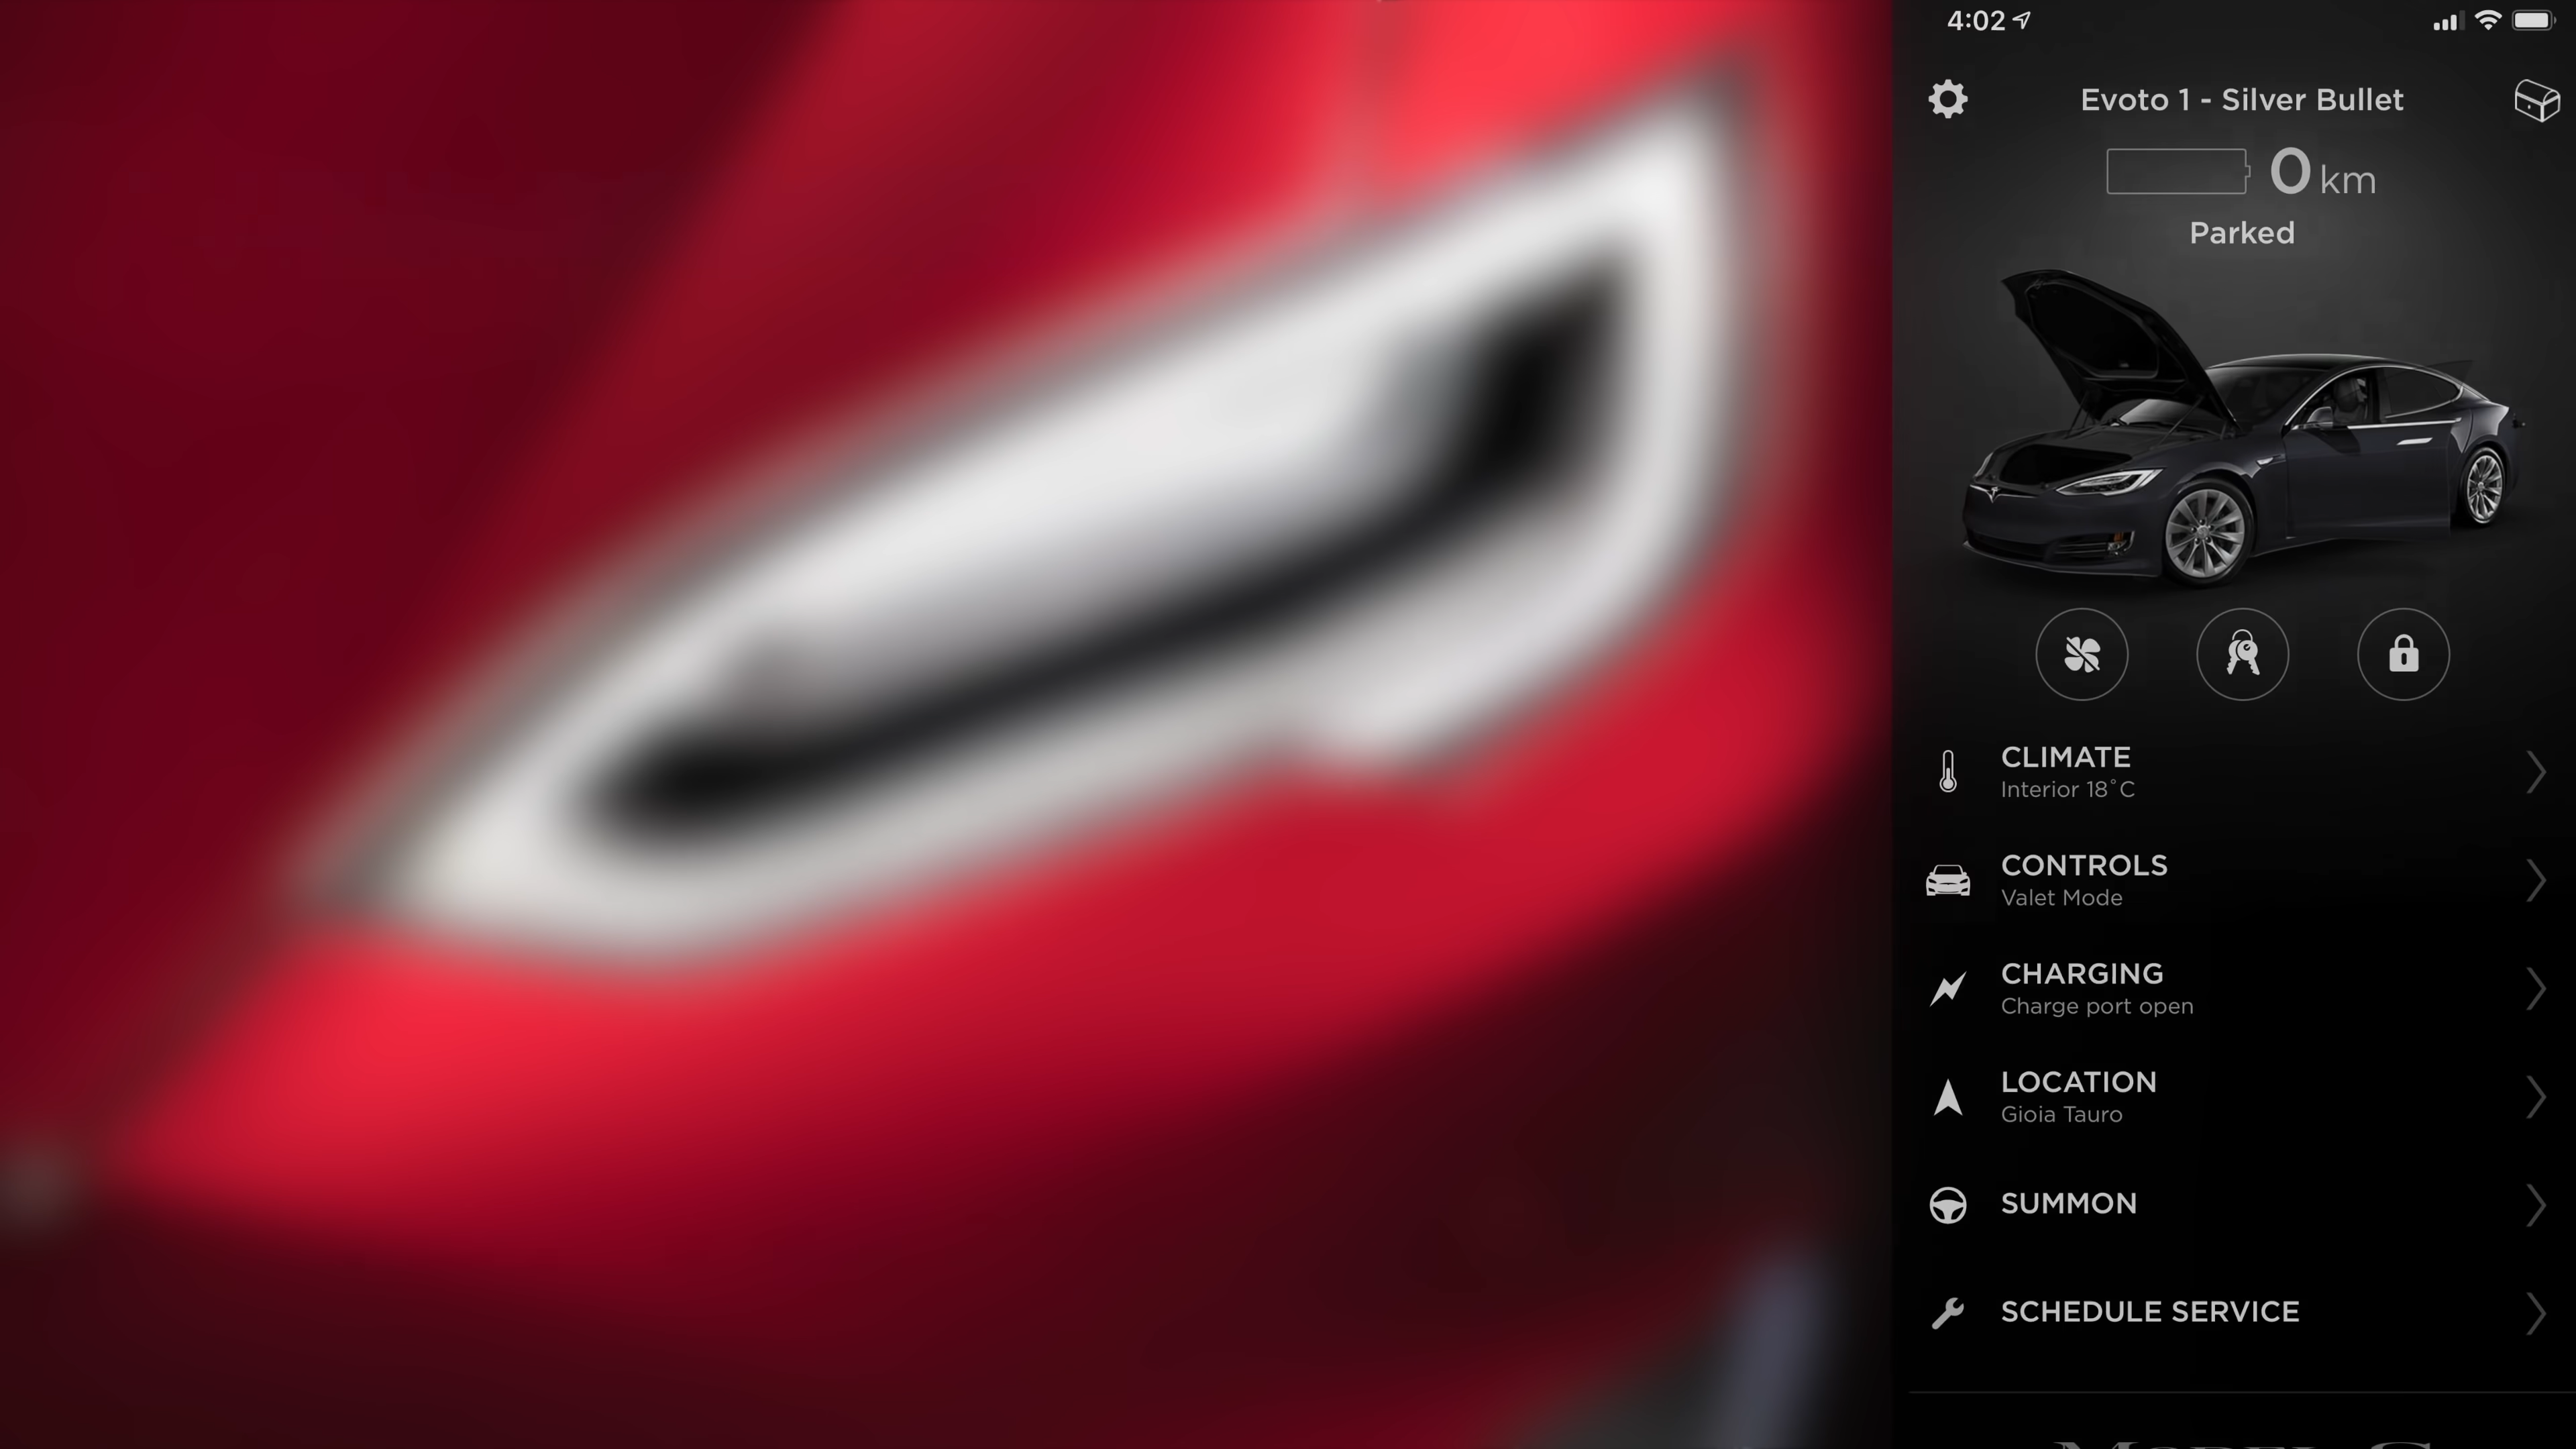 4:02
Evoto 1 - Silver Bullet
0 km
Parked
CLIMATE
Interior 18°C
CONTROLS
Valet Mode
CHARGING
Charge port open
LOCATION
Gioia Tauro
SUMMON
SCHEDULE SERVICE